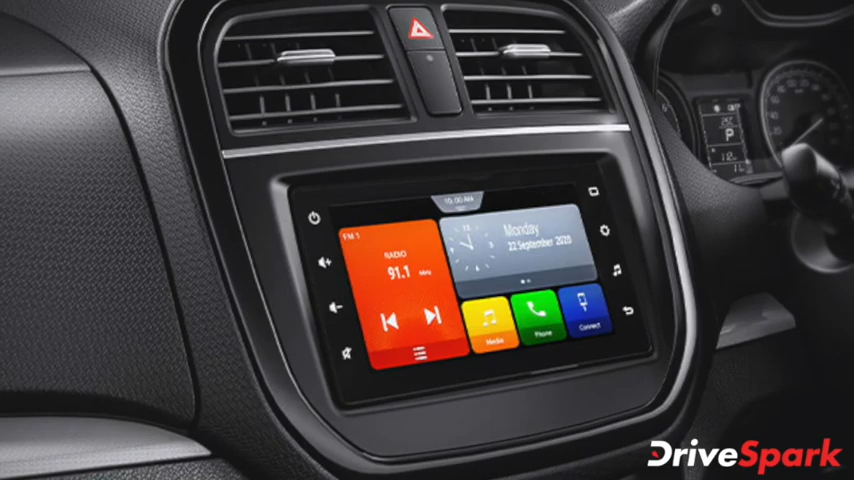 10:00 AM
FM 1
RADIO
91.1 MHz
Monday
22 September 2020
Media
Phone
Connect
P
DriveSpark